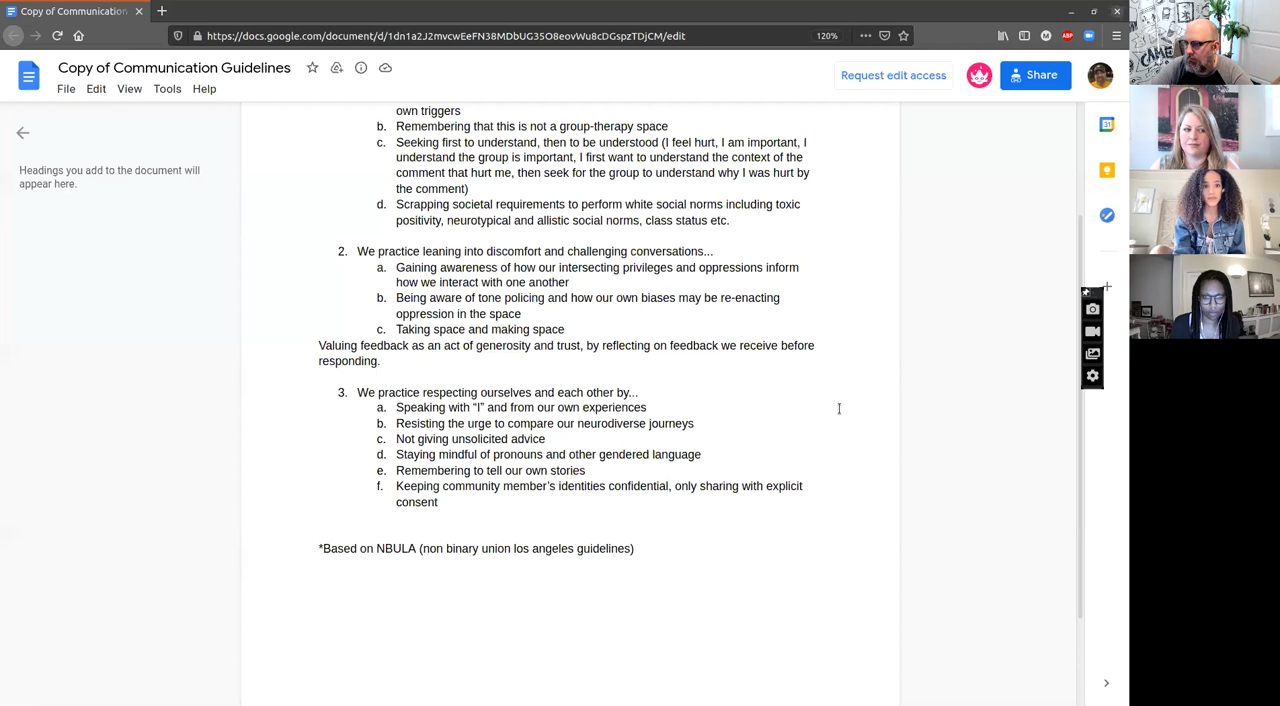 Copy of Communication
https://docs.google.com/document/d/1dn1a2J2mvcwEeFN38MDbUC35O8eovWu8cDGspzTDjCM/edit
120%
Copy of Communication Guidelines
Request edit access
Share
File Edit View Tools Help
Headings you add to the document will
appear here.
own triggers
b. Remembering that this is not a group-therapy space
c. Seeking first to understand, then to be understood (I feel hurt, I am important, I
understand the group is important, I first want to understand the context of the
comment that hurt me, then seek for the group to understand why I was hurt by
the comment)
d. Scrapping societal requirements to perform white social norms including toxic
positivity, neurotypical and allistic social norms, class status etc.
2. We practice leaning into discomfort and challenging conversations...
a. Gaining awareness of how our intersecting privileges and oppressions inform
how we interact with one another
b. Being aware of tone policing and how our own biases may be re-enacting
oppression in the space
c. Taking space and making space
Valuing feedback as an act of generosity and trust, by reflecting on feedback we receive before
responding.
3. We practice respecting ourselves and each other by...
a. Speaking with “I” and from our own experiences
b. Resisting the urge to compare our neurodiverse journeys
c. Not giving unsolicited advice
d. Staying mindful of pronouns and other gendered language
e. Remembering to tell our own stories
f. Keeping community member’s identities confidential, only sharing with explicit
consent
*Based on NBULA (non binary union los angeles guidelines)